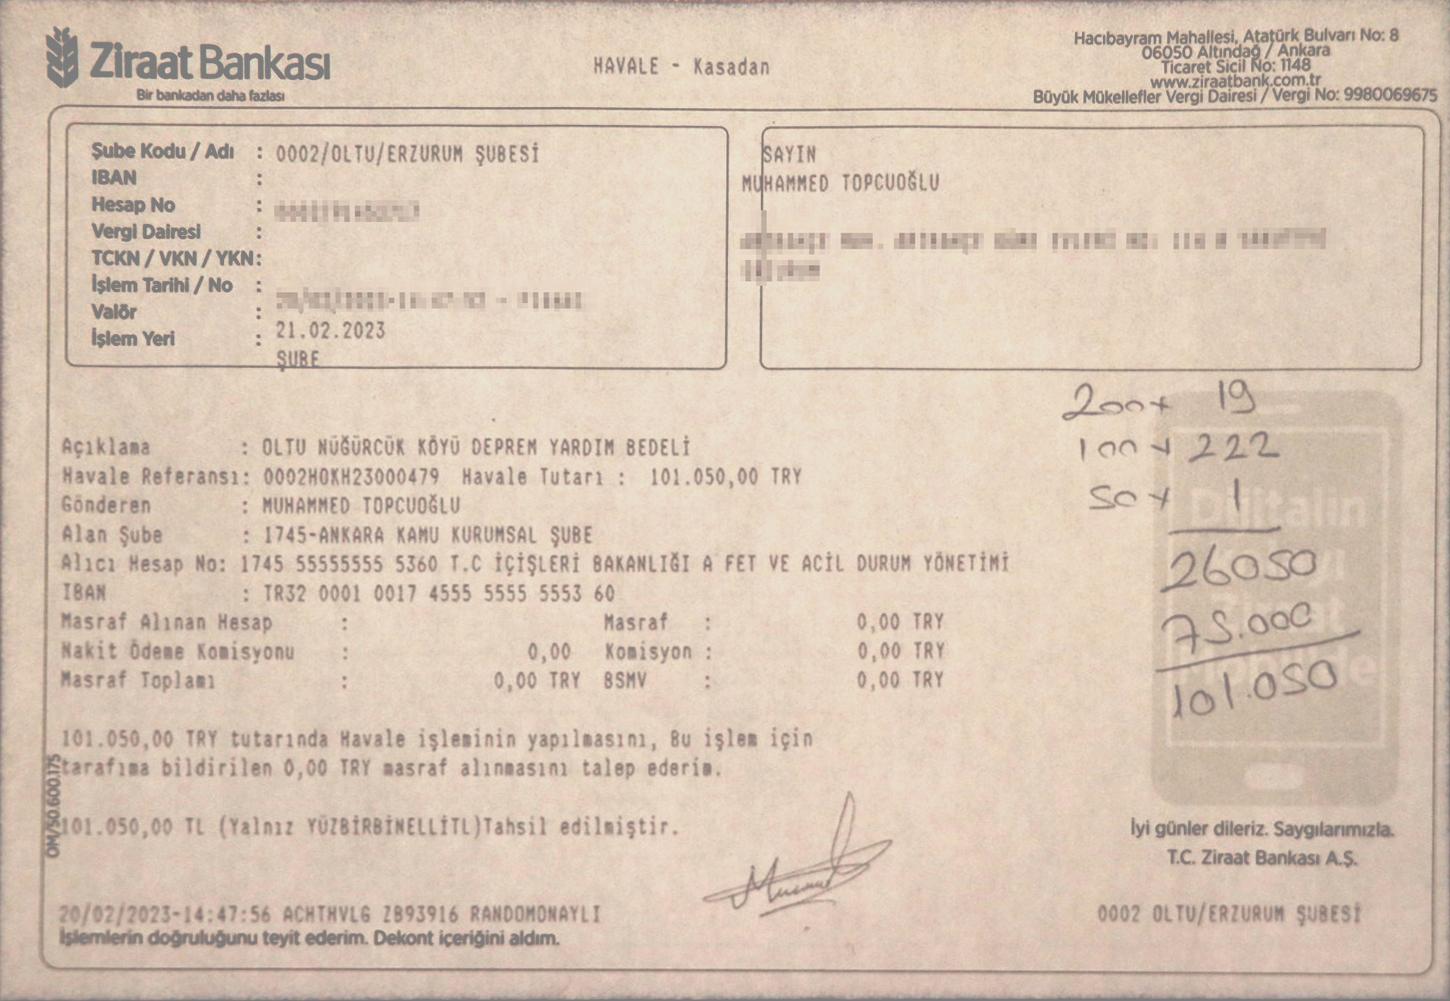 Ziraat Bankası
Bir bankadan daha fazlası
HAVALE - Kasadan
Hacıbayram Mahallesi, Atatürk Bulvarı No: 8
06050 Altındağ / Ankara
Ticaret Sicil No: 1148
www.ziraatbank.com.tr
Büyük Mükellefler Vergi Dairesi / Vergi No: 9980069675
Şube Kodu / Adı : 0002/OLTU/ERZURUM ŞUBESİ
IBAN :
Hesap No :
Vergi Dairesi :
TCKN / VKN / YKN:
İşlem Tarihi / No :
Valör : 21.02.2023
İşlem Yeri : ŞUBE
SAYIN
MUHAMMED TOPCUOĞLU
200+ 19
100+ 222
50+ 1
26050
75.000
101.050
Açıklama : OLTU NÜĞÜRCÜK KÖYÜ DEPREM YARDIM BEDELİ
Havale Referansı: 0002HOKH23000479 Havale Tutarı : 101.050,00 TRY
Gönderen : MUHAMMED TOPCUOĞLU
Alan Şube : 1745-ANKARA KAMU KURUMSAL ŞUBE
Alıcı Hesap No: 1745 55555555 5360 T.C İÇİŞLERİ BAKANLIĞI A FET VE ACİL DURUM YÖNETİMİ
IBAN : TR32 0001 0017 4555 5555 5553 60
Masraf Alınan Hesap : Masraf : 0,00 TRY
Nakit Ödeme Komisyonu : 0,00 Komisyon : 0,00 TRY
Masraf Toplamı : 0,00 TRY BSMV : 0,00 TRY
101.050,00 TRY tutarında Havale işleminin yapılmasını, Bu işlem için
tarafıma bildirilen 0,00 TRY masraf alınmasını talep ederim.
101.050,00 TL (Yalnız YÜZBİRBİNELLİTL)Tahsil edilmiştir.
OM/50.600.175
Dijitalin
İyi günler dileriz. Saygılarımızla.
T.C. Ziraat Bankası A.Ş.
20/02/2023-14:47:56 ACHTHVLG ZB93916 RANDOMONAYLI
0002 OLTU/ERZURUM ŞUBESİ
İşlemlerin doğruluğunu teyit ederim. Dekont içeriğini aldım.